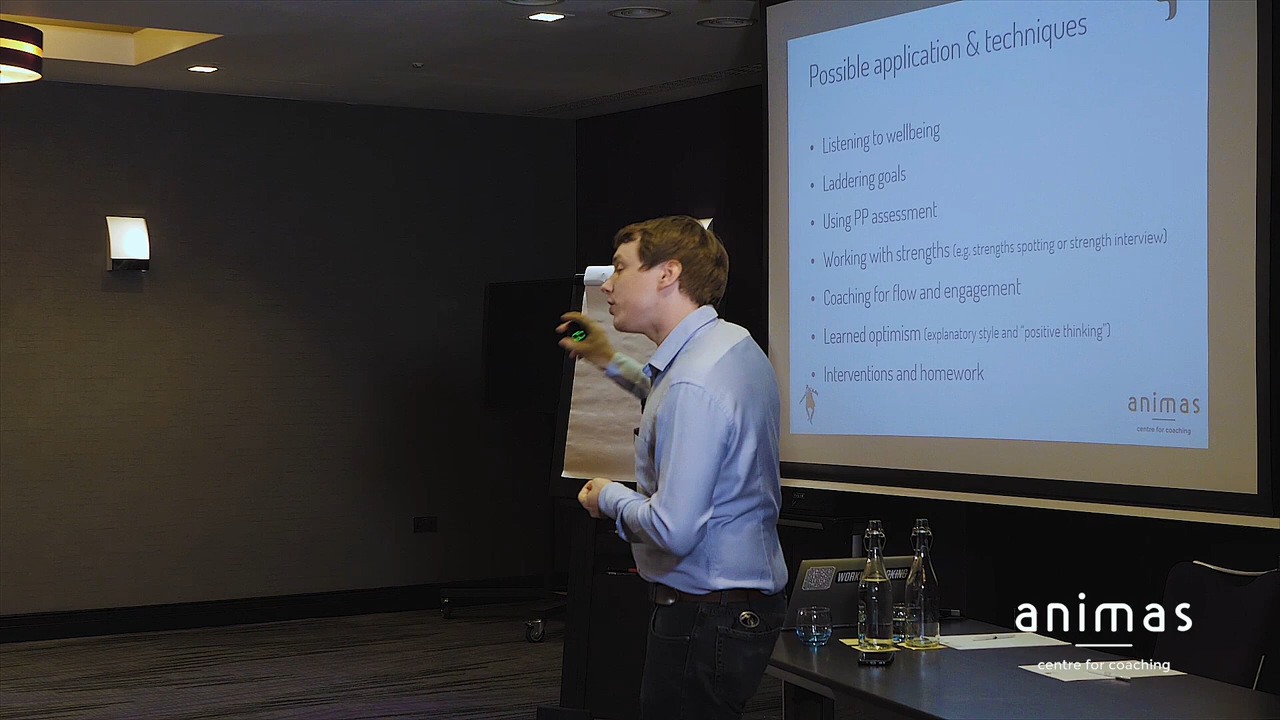 Possible application & techniques
• Listening to wellbeing
• Laddering goals
• Using PP assessment
• Working with strengths (e.g. strengths spotting or strength interview)
• Coaching for flow and engagement
• Learned optimism (explanatory style and "positive thinking")
• Interventions and homework
animas
centre for coaching
animas
centre for coaching